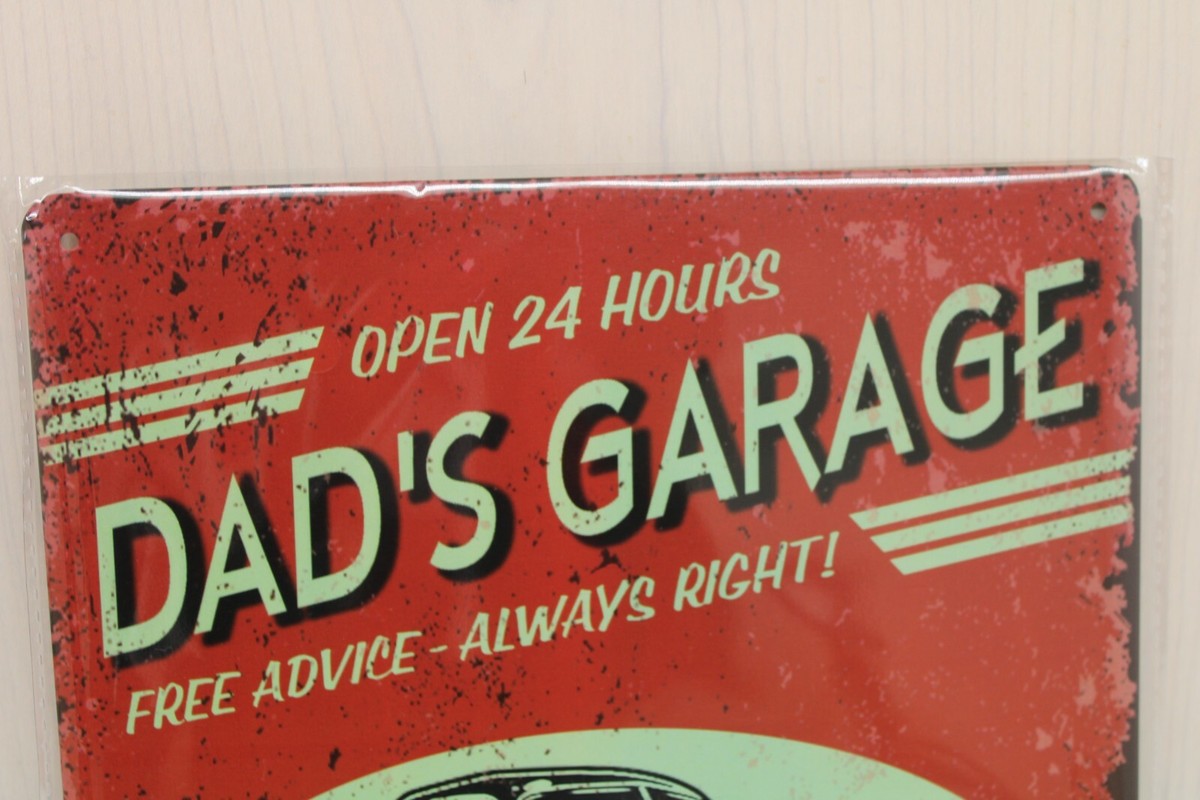 OPEN 24 HOURS
DAD'S GARAGE
FREE ADVICE - ALWAYS RIGHT!